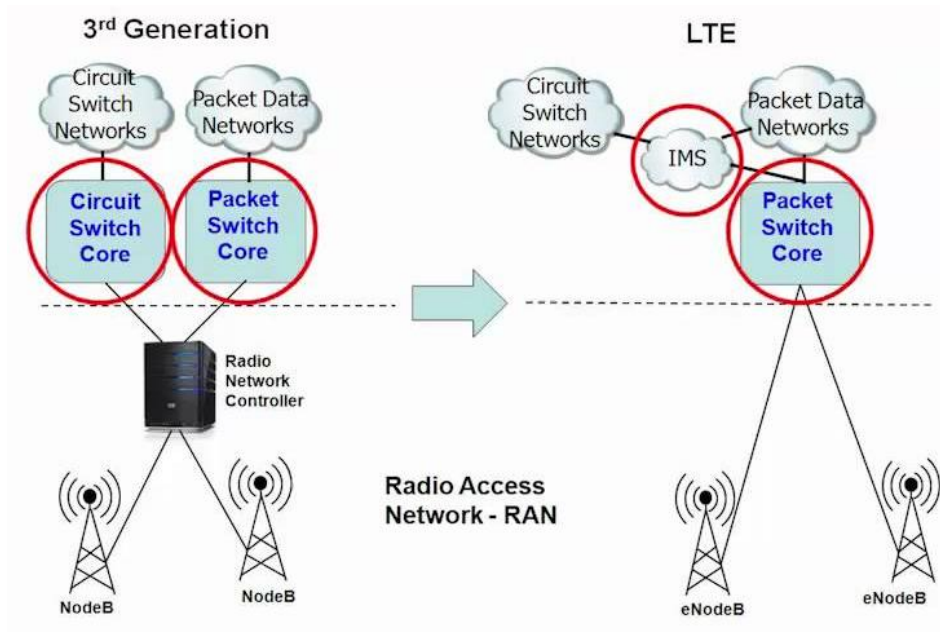 3rd Generation
Circuit
Switch
Networks
Packet Data
Networks
Circuit
Switch
Core
Packet
Switch
Core
Radio
Network
Controller
NodeB
NodeB
Radio Access
Network - RAN
LTE
Circuit
Switch
Networks
IMS
Packet Data
Networks
Packet
Switch
Core
eNodeB
eNodeB